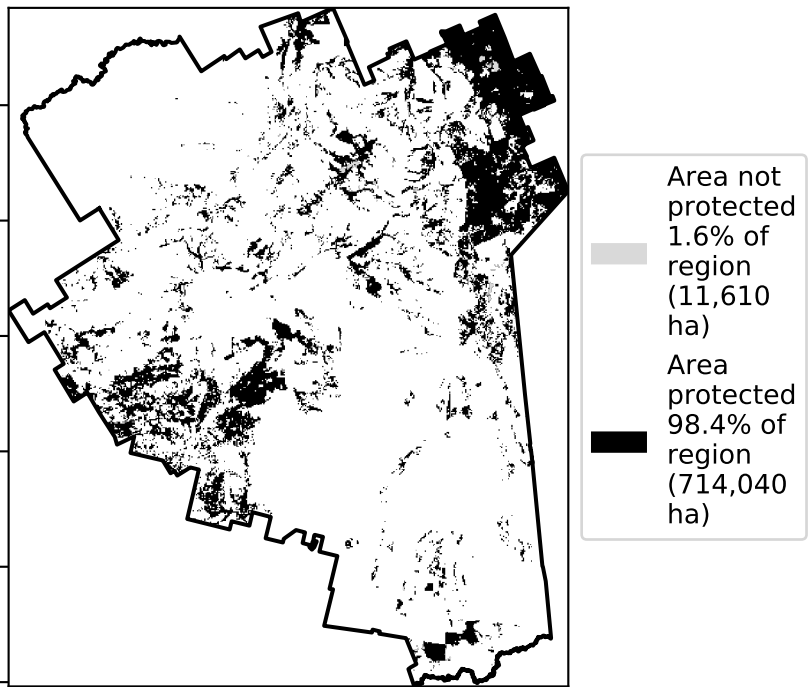 Area not
protected
1.6% of
region
(11,610
ha)
Area
protected
98.4% of
region
(714,040
ha)